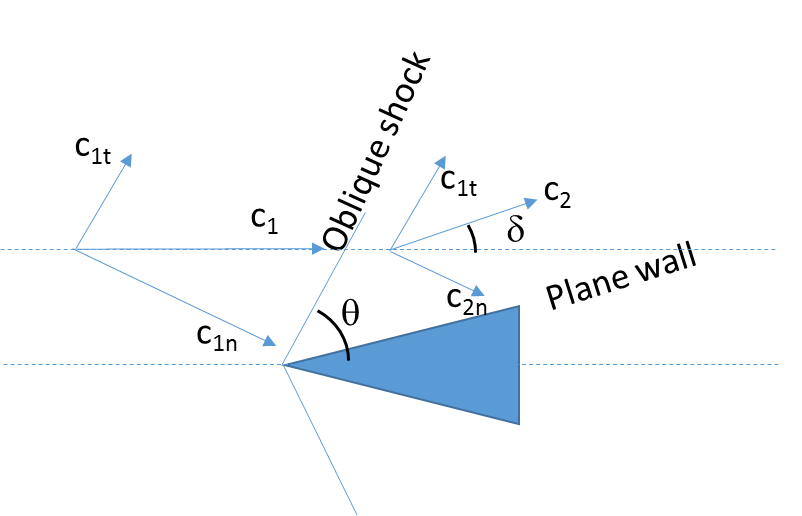 Oblique shock
c1t
c1
c1t
c2
δ
c1n
c2n
θ
Plane wall